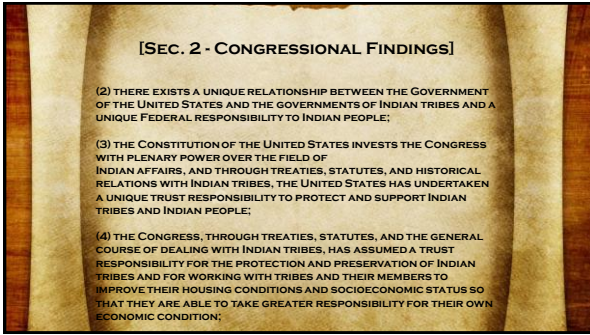 [Sec. 2 - Congressional Findings]
(2) there exists a unique relationship between the Government
of the United States and the governments of Indian tribes and a
unique Federal responsibility to Indian people;
(3) the Constitution of the United States invests the Congress
with plenary power over the field of
Indian affairs, and through treaties, statutes, and historical
relations with Indian tribes, the United States has undertaken
a unique trust responsibility to protect and support Indian
tribes and Indian people;
(4) the Congress, through treaties, statutes, and the general
course of dealing with Indian tribes, has assumed a trust
responsibility for the protection and preservation of Indian
tribes and for working with tribes and their members to
improve their housing conditions and socioeconomic status so
that they are able to take greater responsibility for their own
economic condition;